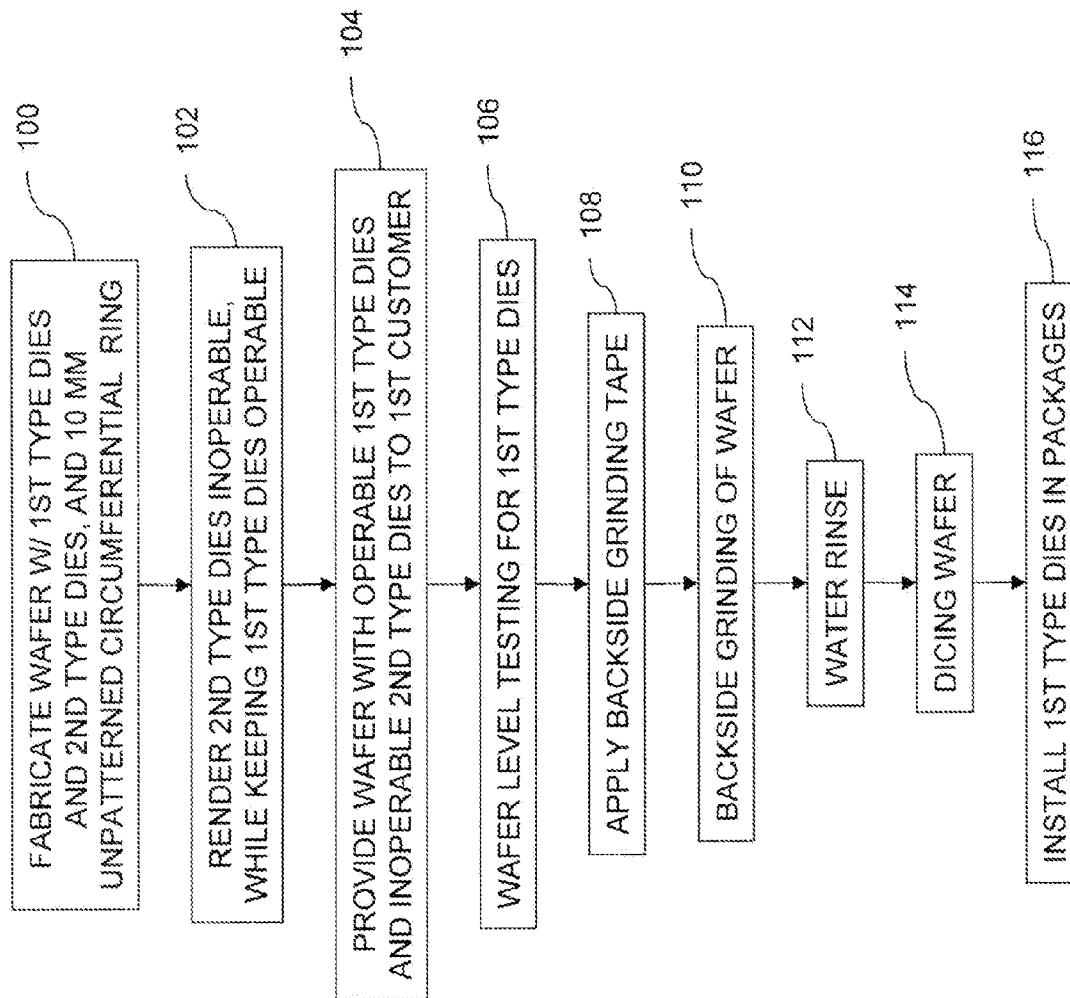 FABRICATE WAFER W/ 1ST TYPE DIES
AND 2ND TYPE DIES, AND 10 MM
UNPATTERNED CIRCUMFERENTIAL RING
100
RENDER 2ND TYPE DIES INOPERABLE,
WHILE KEEPING 1ST TYPE DIES OPERABLE
102
PROVIDE WAFER WITH OPERABLE 1ST TYPE DIES
AND INOPERABLE 2ND TYPE DIES TO 1ST CUSTOMER
104
WAFER LEVEL TESTING FOR 1ST TYPE DIES
106
APPLY BACKSIDE GRINDING TAPE
108
BACKSIDE GRINDING OF WAFER
110
WATER RINSE
112
DICING WAFER
114
INSTALL 1ST TYPE DIES IN PACKAGES
116